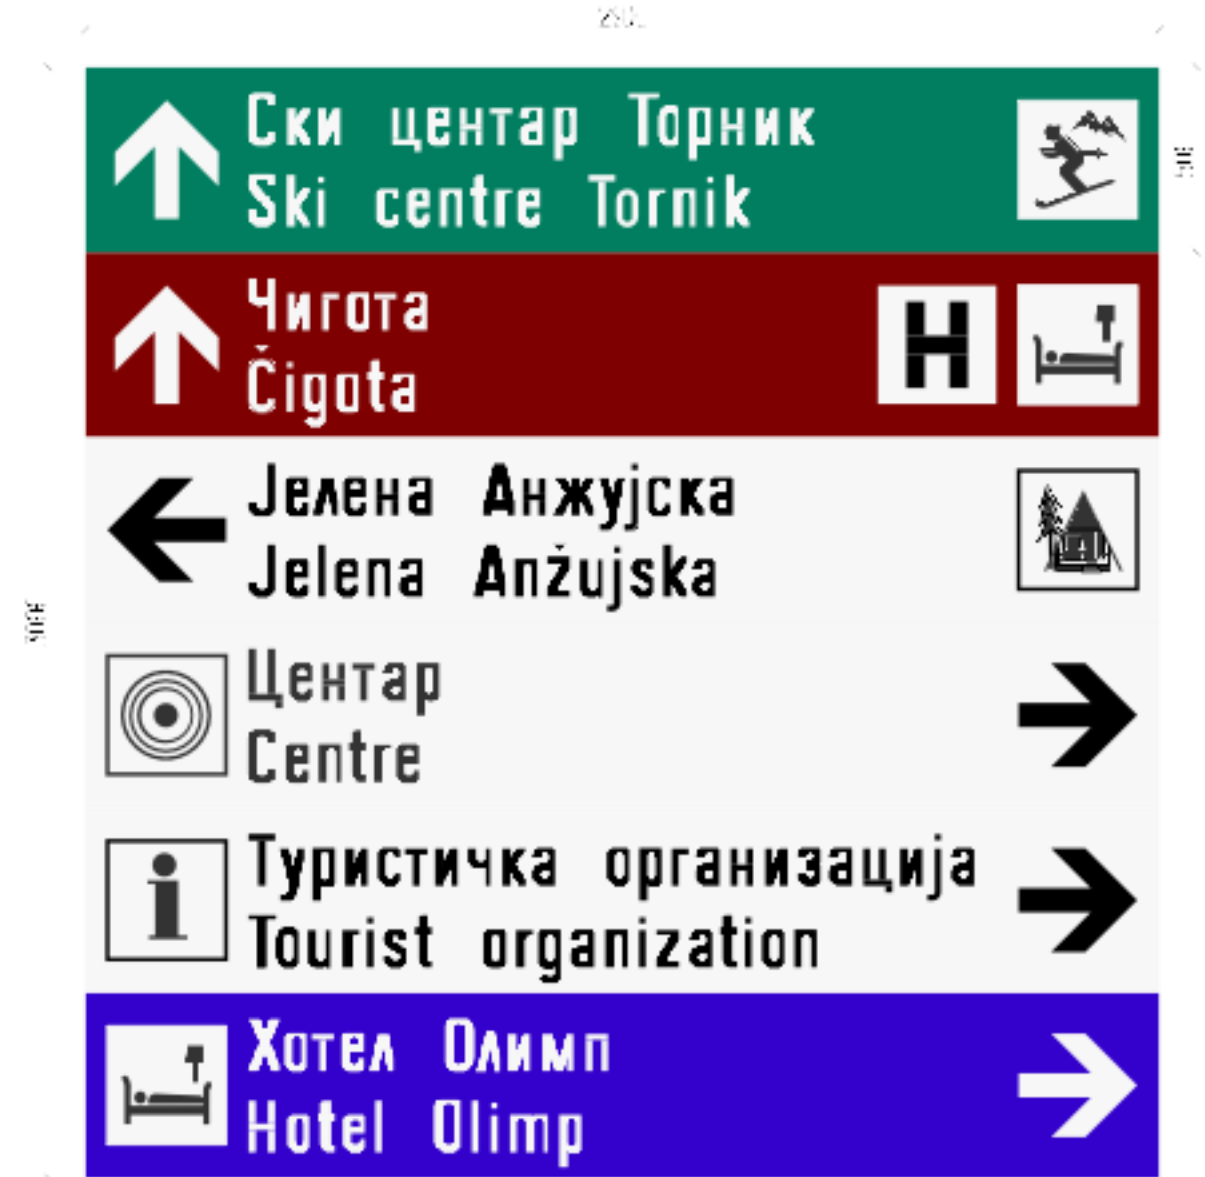 Ски центар Торник
Ski centre Tornik
Чигота
Čigota
H
Јелена Анжујска
Jelena Anžujska
Центар
Centre
i
Туристичка организација
Tourist organization
Хотел Олимп
Hotel Olimp